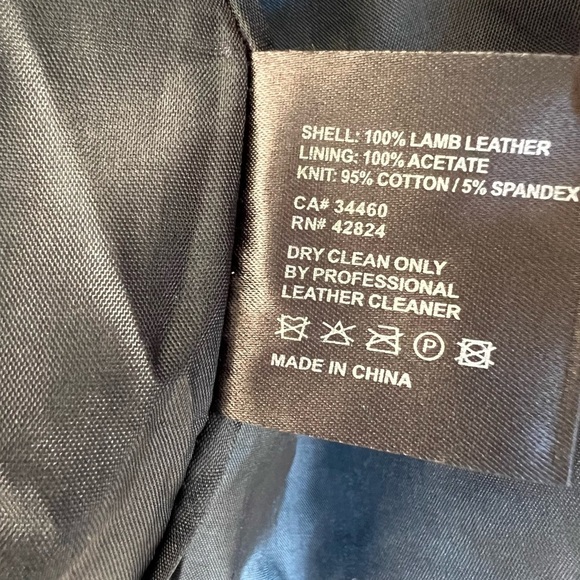 SHELL: 100% LAMB LEATHER
LINING: 100% ACETATE
KNIT: 95% COTTON / 5% SPANDEX
CA# 34460
RN# 42824
DRY CLEAN ONLY
BY PROFESSIONAL
LEATHER CLEANER
P
MADE IN CHINA